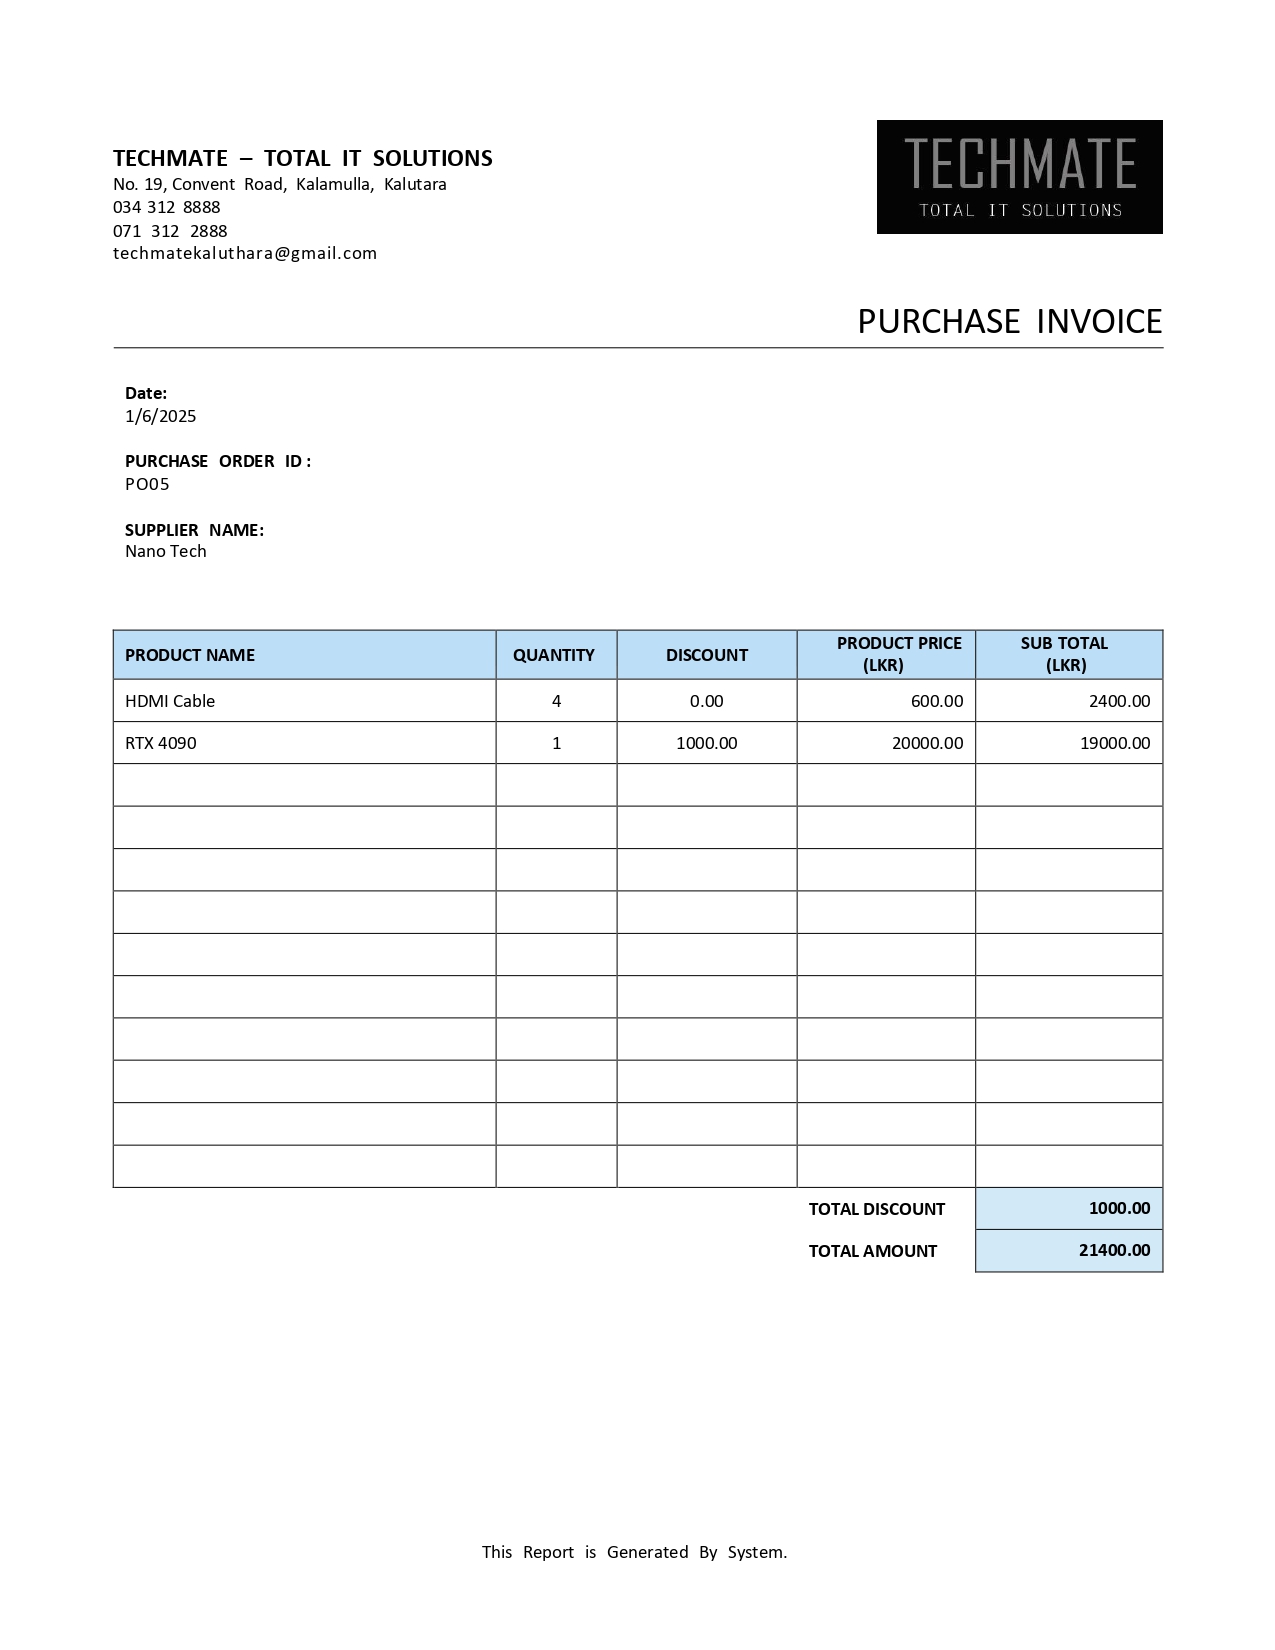 TECHMATE – TOTAL IT SOLUTIONS
No. 19, Convent Road, Kalamulla, Kalutara
034 312 8888
071 312 2888
techmatekaluthara@gmail.com
TECHMATE
TOTAL IT SOLUTIONS
PURCHASE INVOICE
Date:
1/6/2025
PURCHASE ORDER ID :
PO05
SUPPLIER NAME:
Nano Tech
PRODUCT NAME QUANTITY DISCOUNT PRODUCT PRICE (LKR) SUB TOTAL (LKR)
HDMI Cable 4 0.00 600.00 2400.00
RTX 4090 1 1000.00 20000.00 19000.00
TOTAL DISCOUNT 1000.00
TOTAL AMOUNT 21400.00
This Report is Generated By System.